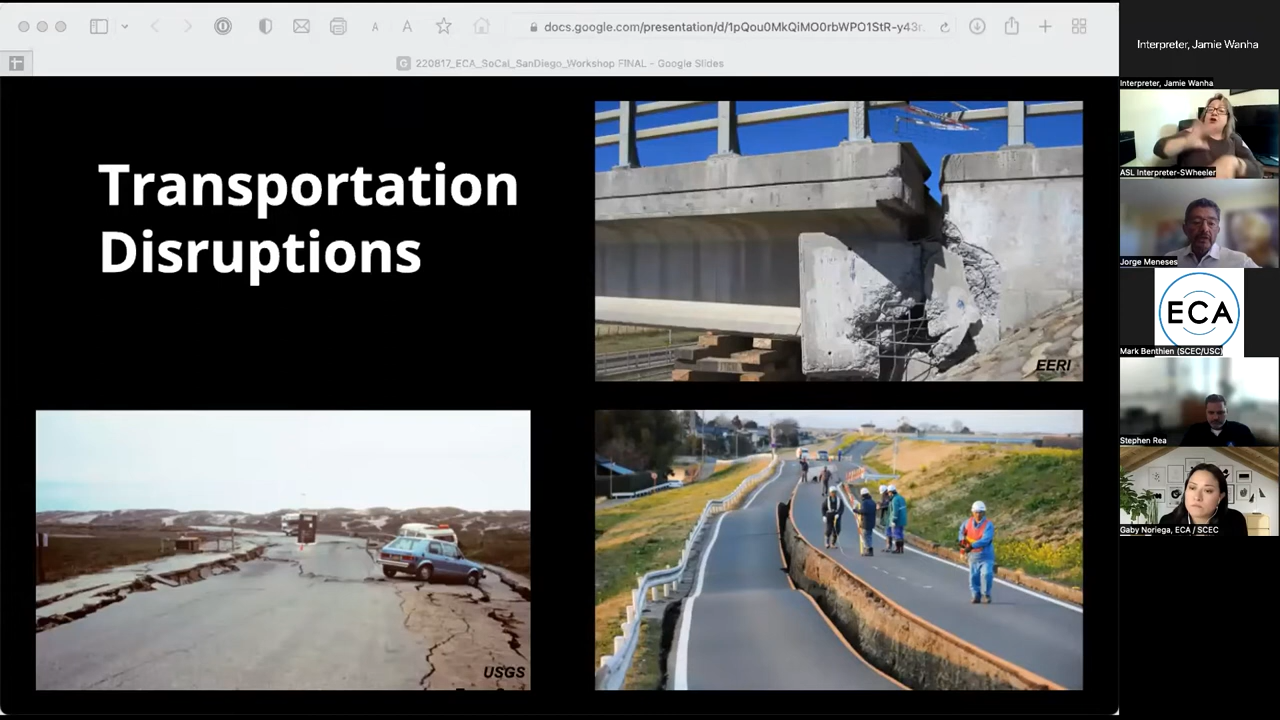 docs.google.com/presentation/d/1pQou0MkQiMO0rbWPO1StR-y43r
220817_ECA_SoCal_SanDiego_Workshop FINAL - Google Slides
Transportation
Disruptions
EERI
USGS
Interpreter, Jamie Wanha
Interpreter, Jamie Wanha
ASL Interpreter-SWheeler
Jorge Meneses
ECA
Mark Benthien (SCEC/USC)
Stephen Rea
Gaby Noriega, ECA / SCEC